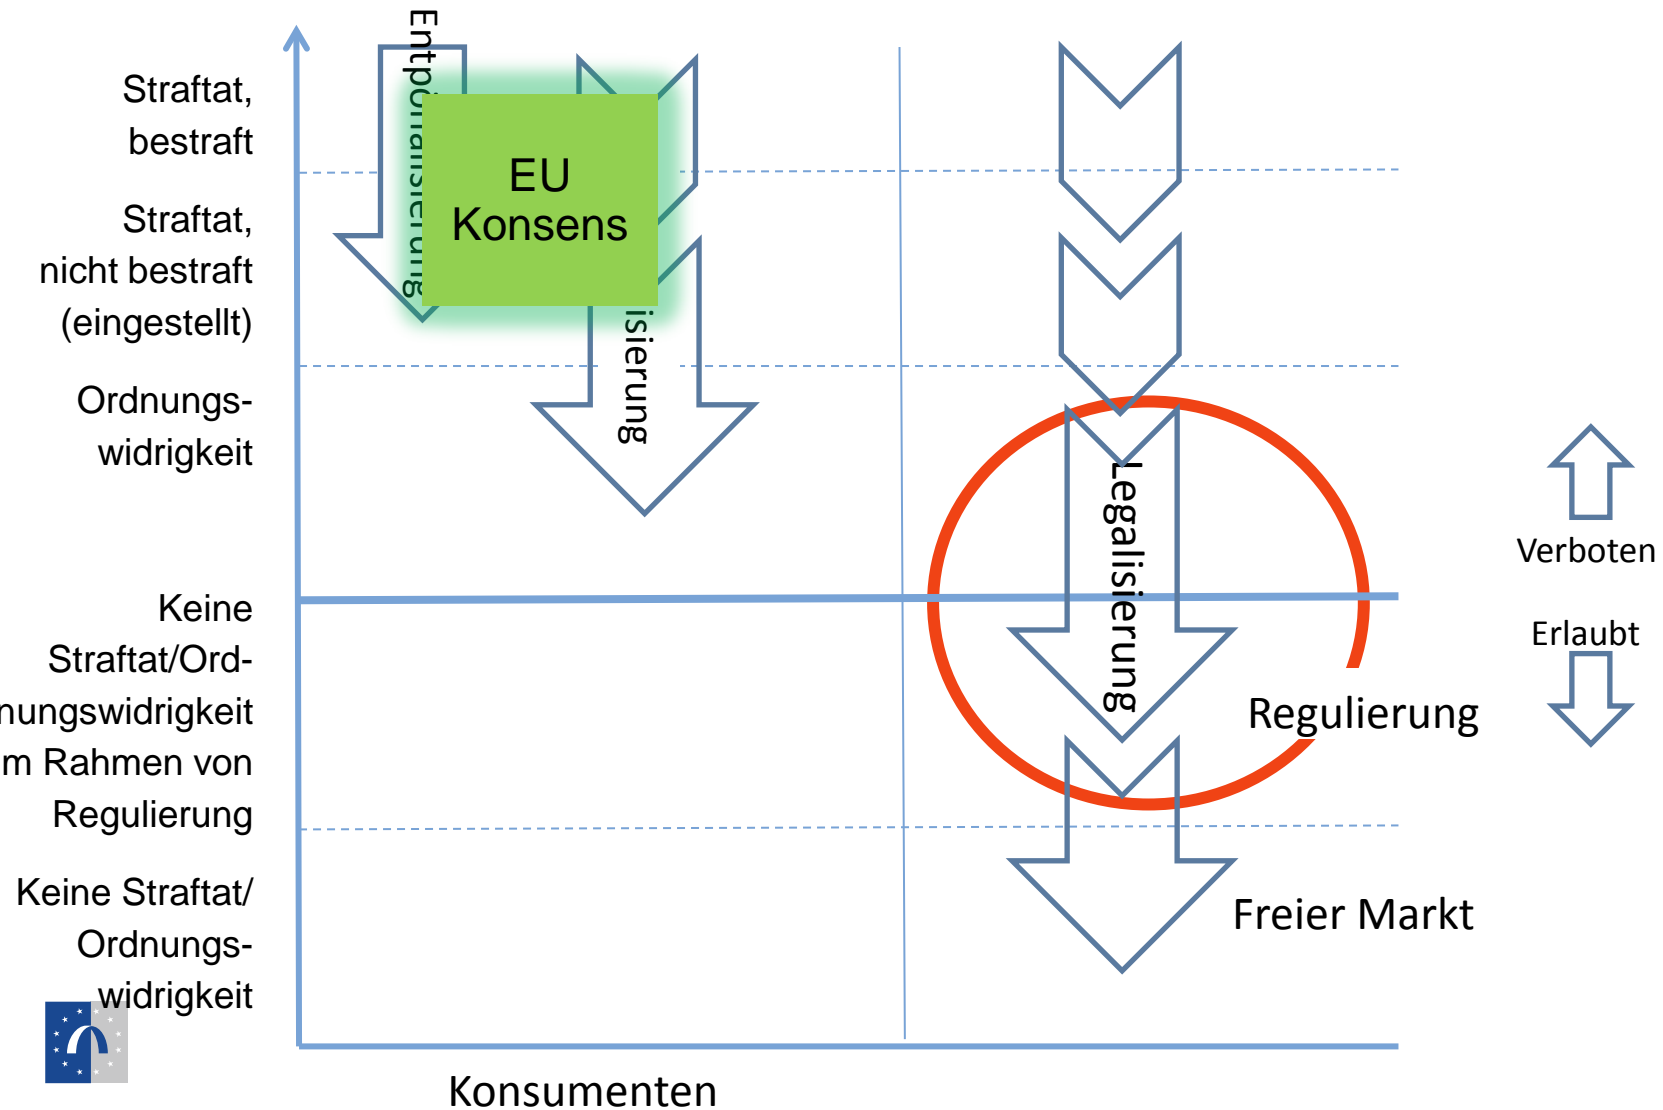 Straftat,
bestraft
Straftat,
nicht bestraft
(eingestellt)
Ordnungs-
widrigkeit
Keine
Straftat/Ord-
nungswidrigkeit
m Rahmen von
Regulierung
Keine Straftat/
Ordnungs-
widrigkeit
Entpönalisierung
EU
Konsens
isierung
Legalisierung
Regulierung
Freier Markt
Verboten
Erlaubt
Konsumenten